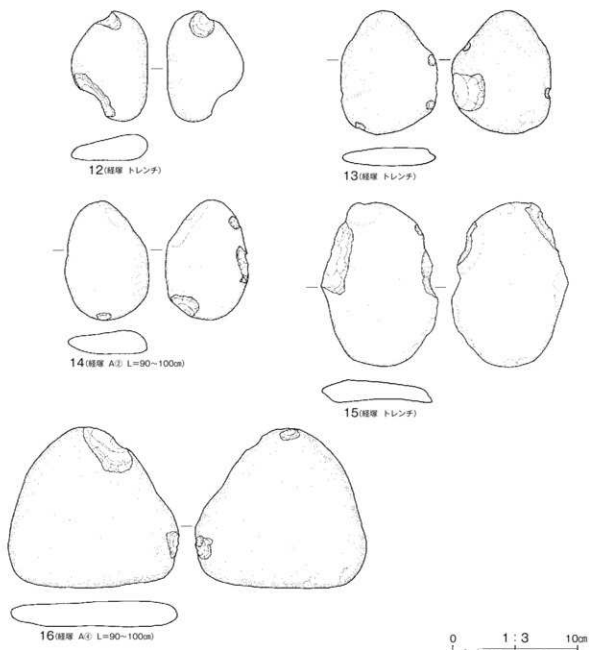 12(経塚 トレンチ)
13(経塚 トレンチ)
14(経塚 A② L=90~100㎝)
15(経塚 トレンチ)
16(経塚 A④ L=90~100㎝)
0 1:3 10㎝